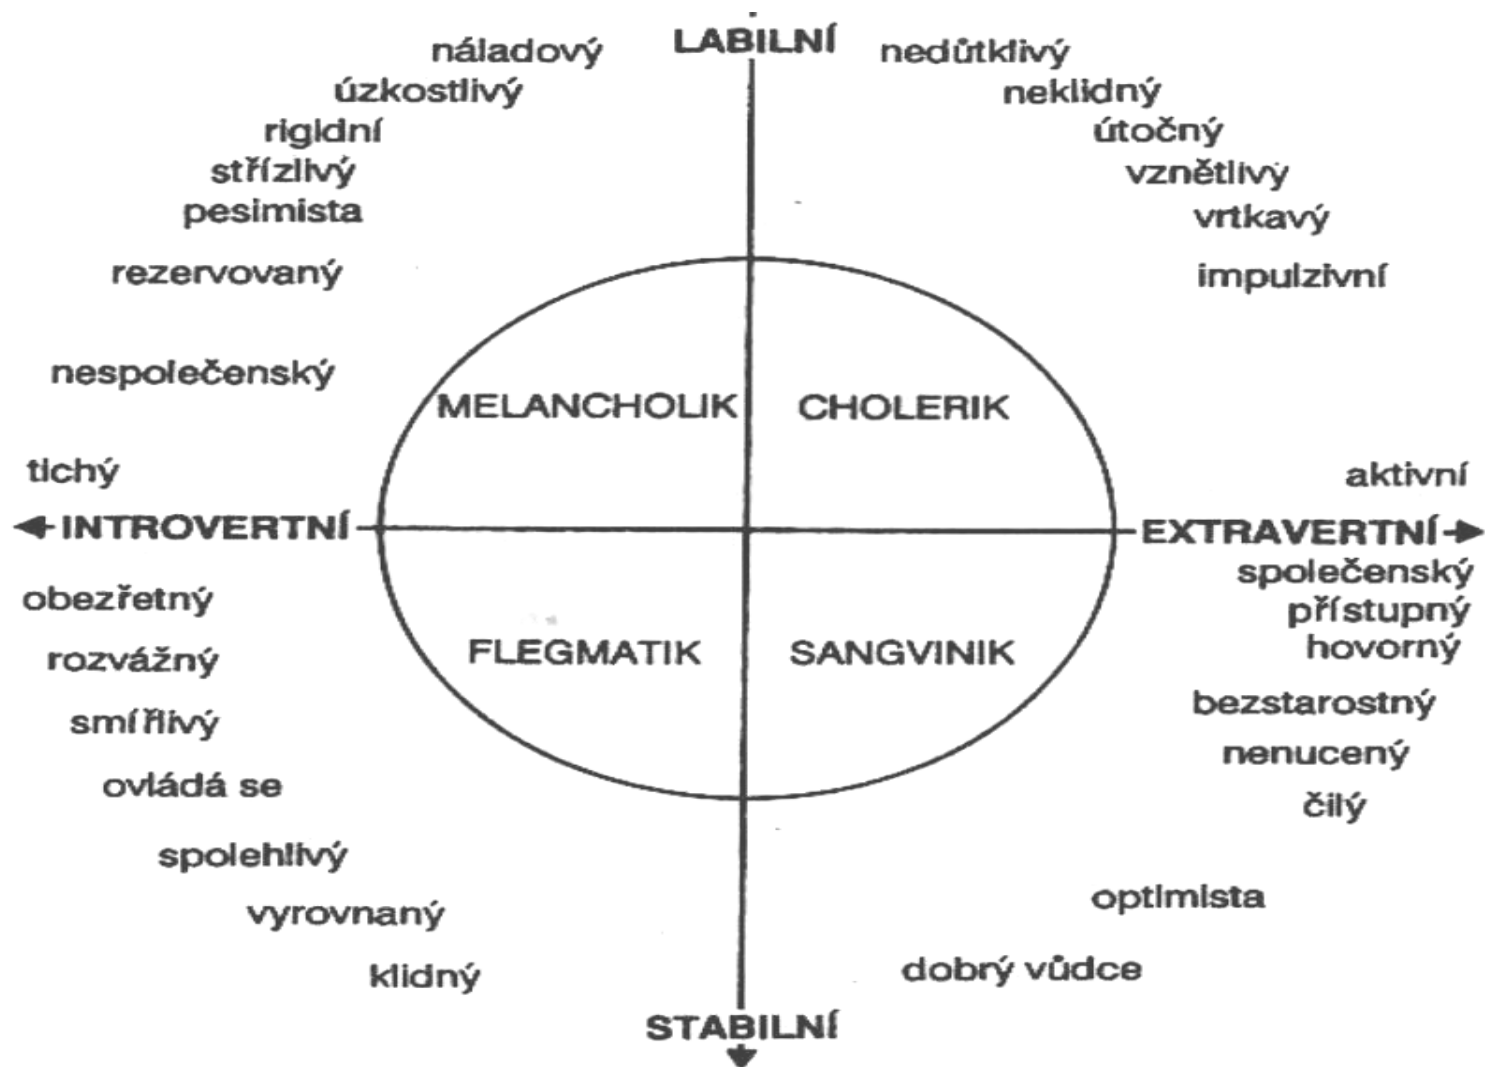 LABILNÍ
náladový
nedůtklivý
úzkostlivý
neklidný
rigidní
útočný
střízlivý
vznětlivý
pesimista
vrtkavý
rezervovaný
impulzivní
nespolečenský
MELANCHOLIK
CHOLERIK
tichý
aktivní
INTROVERTNÍ
EXTRAVERTNÍ
společenský
obezřetný
přístupný
hovorný
FLEGMATIK
SANGVINIK
rozvážný
bezstarostný
smířlivý
nenucený
ovládá se
čilý
spolehlivý
optimista
vyrovnaný
dobrý vůdce
klidný
STABILNÍ